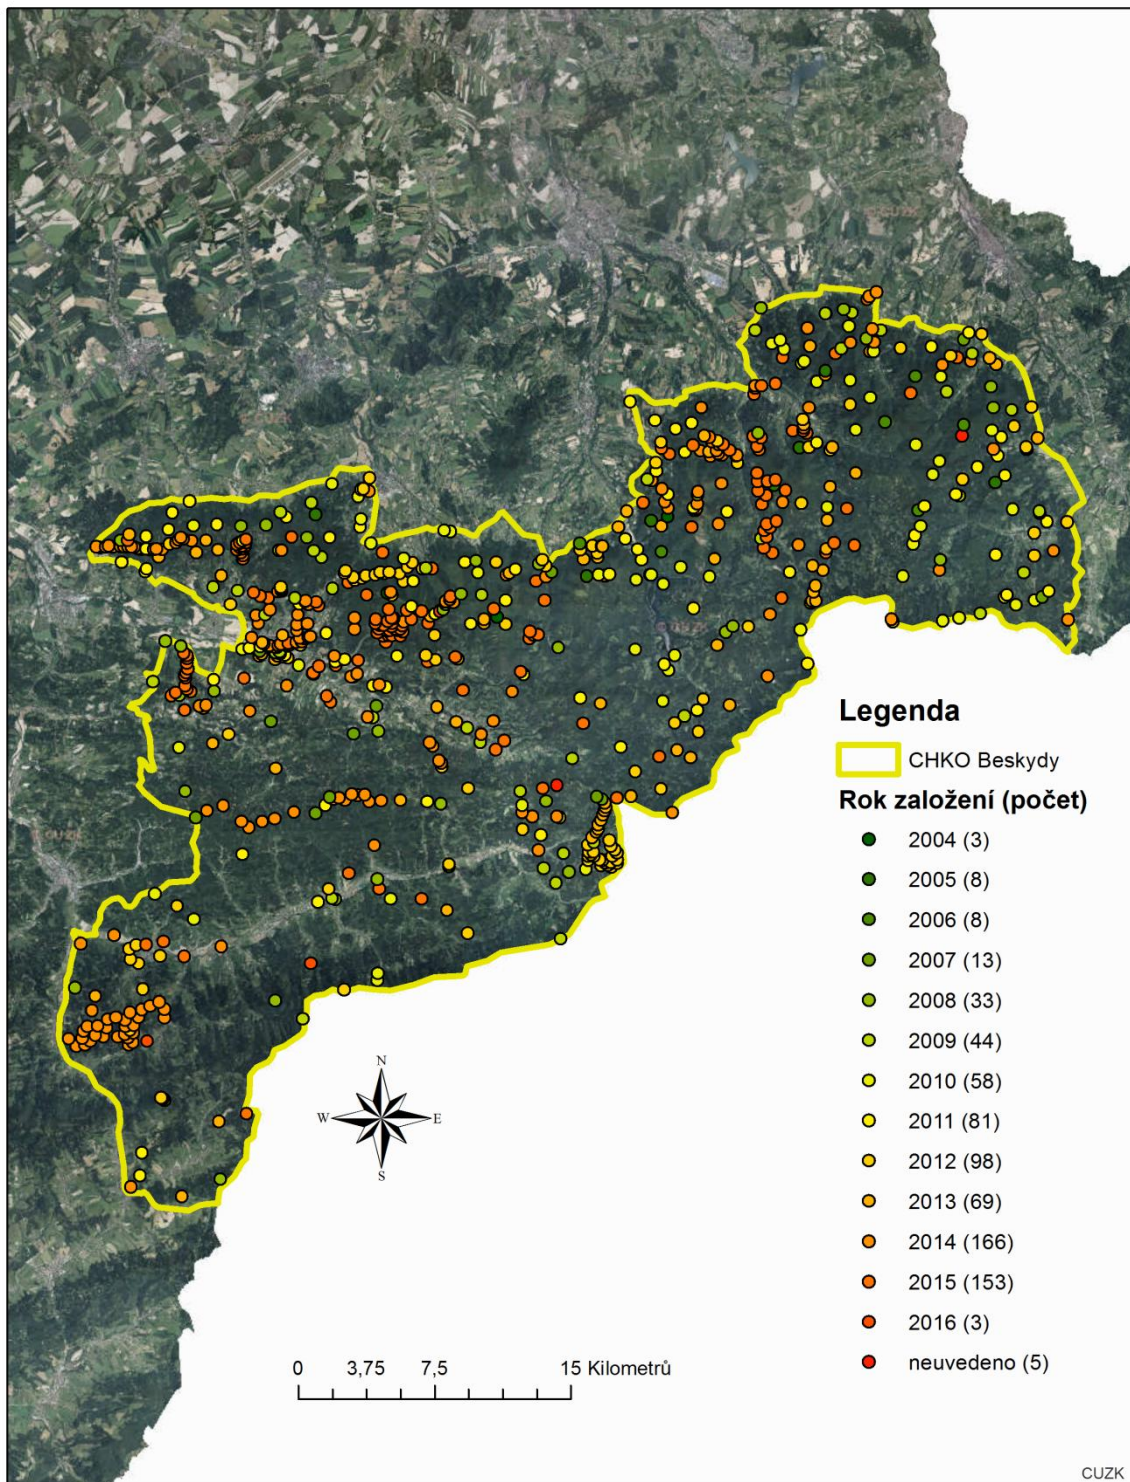 N
W
E
S
Legenda
CHKO Beskydy
Rok založení (počet)
2004 (3)
2005 (8)
2006 (8)
2007 (13)
2008 (33)
2009 (44)
2010 (58)
2011 (81)
2012 (98)
2013 (69)
2014 (166)
2015 (153)
2016 (3)
neuvedeno (5)
0 3,75 7,5 15 Kilometrů
CUZK